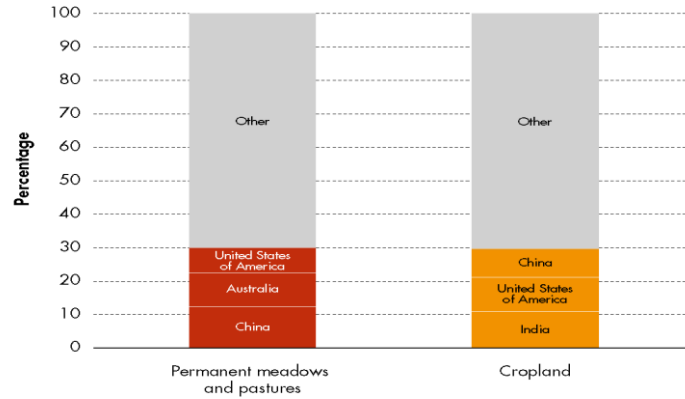 100
90
80
70
60
50
40
30
20
10
0
Percentage
Other
United States
of America
Australia
China
Other
China
United States
of America
India
Permanent meadows
and pastures
Cropland